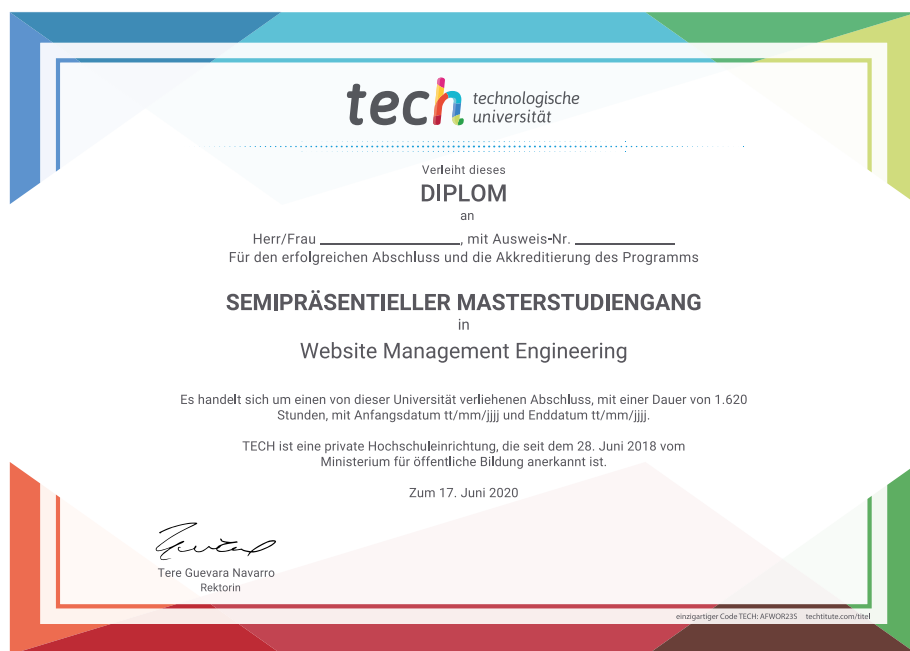 tech technologische
universität
Verleiht dieses
DIPLOM
an
Herr/Frau ____________________, mit Ausweis-Nr. __________________
Für den erfolgreichen Abschluss und die Akkreditierung des Programms
SEMIPRÄSENTIELLER MASTERSTUDIENGANG
in
Website Management Engineering
Es handelt sich um einen von dieser Universität verliehenen Abschluss, mit einer Dauer von 1.620
Stunden, mit Anfangsdatum tt/mm/jjjj und Enddatum tt/mm/jjjj.
TECH ist eine private Hochschuleinrichtung, die seit dem 28. Juni 2018 vom
Ministerium für öffentliche Bildung anerkannt ist.
Zum 17. Juni 2020
Tere Guevara Navarro
Rektorin
einzigartiger Code TECH: AFWOR23S techtitute.com/titel